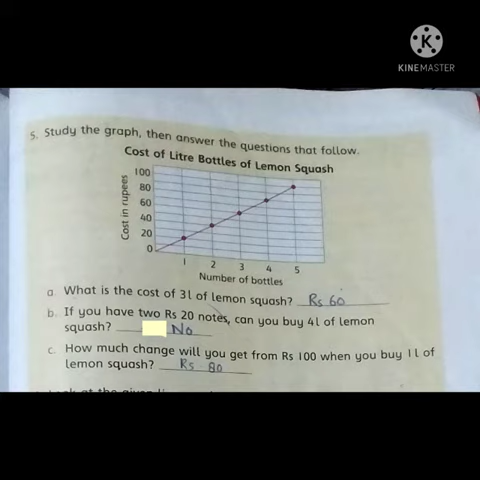 K
KINEMASTER
5. Study the graph, then answer the questions that follow.
Cost of Litre Bottles of Lemon Squash
Cost in rupees
100
80
60
40
20
0
1 2 3 4 5
Number of bottles
a. What is the cost of 3l of lemon squash? Rs 60
b. If you have two Rs 20 notes, can you buy 4l of lemon
squash? No
c. How much change will you get from Rs 100 when you buy 1l of
lemon squash? Rs 80